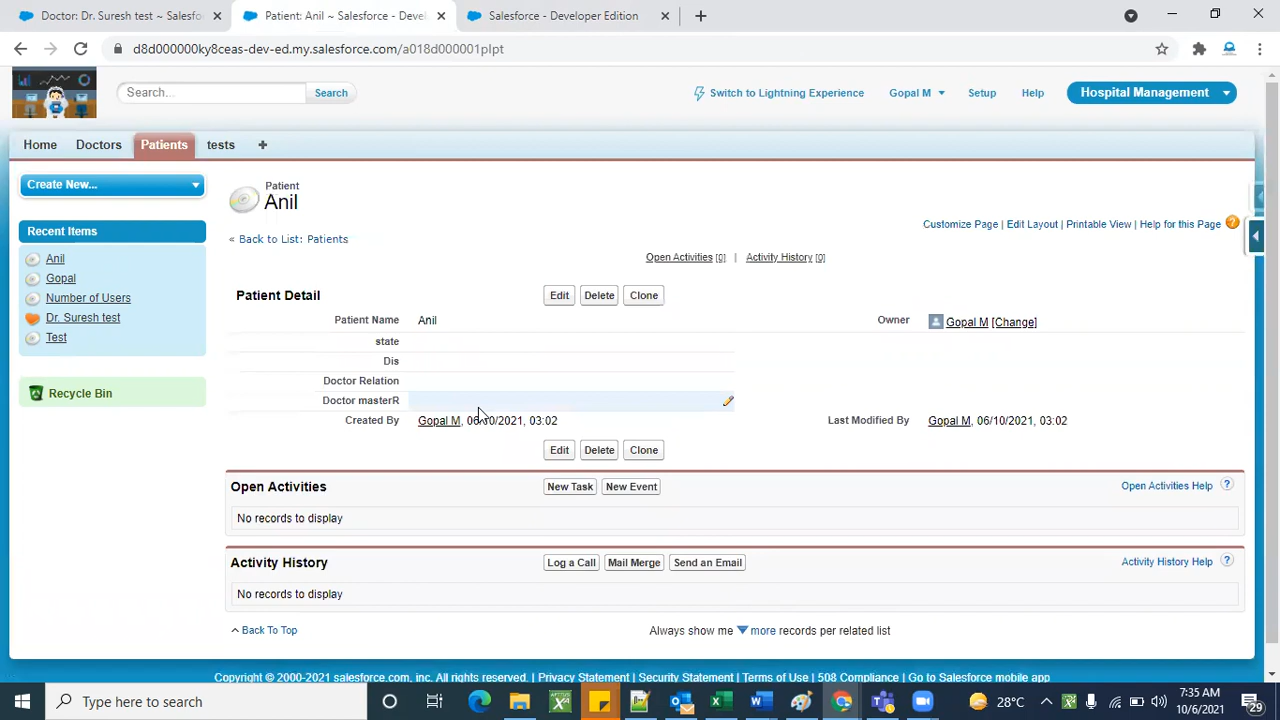 Doctor: Dr. Suresh test ~ Salesfo
Patient: Anil ~ Salesforce - Devel
Salesforce - Developer Edition
d8d000000ky8ceas-dev-ed.my.salesforce.com/a018d000001plpt
Search...
Search
Switch to Lightning Experience
Gopal M
Setup
Help
Hospital Management
Home
Doctors
Patients
tests
Create New...
Recent Items
Anil
Gopal
Number of Users
Dr. Suresh test
Test
Recycle Bin
Patient
Anil
Customize Page | Edit Layout | Printable View | Help for this Page
« Back to List: Patients
Open Activities [0] | Activity History [0]
Patient Detail
Edit Delete Clone
Patient Name Anil Owner Gopal M [Change]
state
Dis
Doctor Relation
Doctor masterR
Created By Gopal M, 06/10/2021, 03:02 Last Modified By Gopal M, 06/10/2021, 03:02
Edit Delete Clone
Open Activities New Task New Event Open Activities Help ?
No records to display
Activity History Log a Call Mail Merge Send an Email Activity History Help ?
No records to display
Back To Top Always show me more records per related list
Copyright © 2000-2021 salesforce.com, inc. All rights reserved. | Privacy Statement | Security Statement | Terms of Use | 508 Compliance | Go to Salesforce mobile app
Type here to search
28°C
7:35 AM
10/6/2021
29